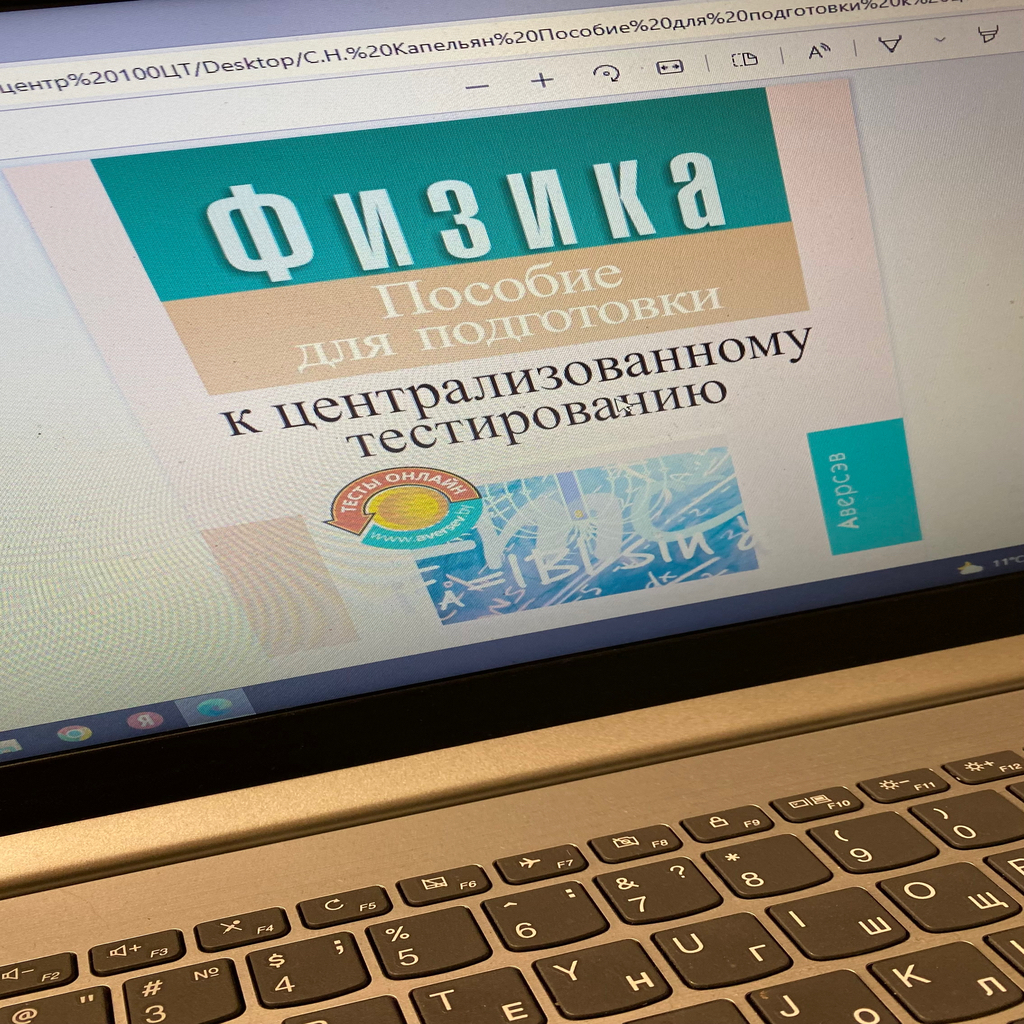 центр%20100ЦТ/Desktop/С.Н.%20Капельян%20Пособие%20для%20подготовки%20к%20
Физика
Пособие
для подготовки
к централизованному
тестированию
ТЕСТЫ ОНЛАЙН
www.aversev.by
Аверсэв
11°C
F2 F3 F4 F5 F6 F7 F8 F9 F10 F11 F12
@ " # № 3 $ ; 4 % 5 ^ : 6 & ? 7 * 8 ( 9 ) 0
T Е Y Н U Г I Ш O Щ
J О K Л